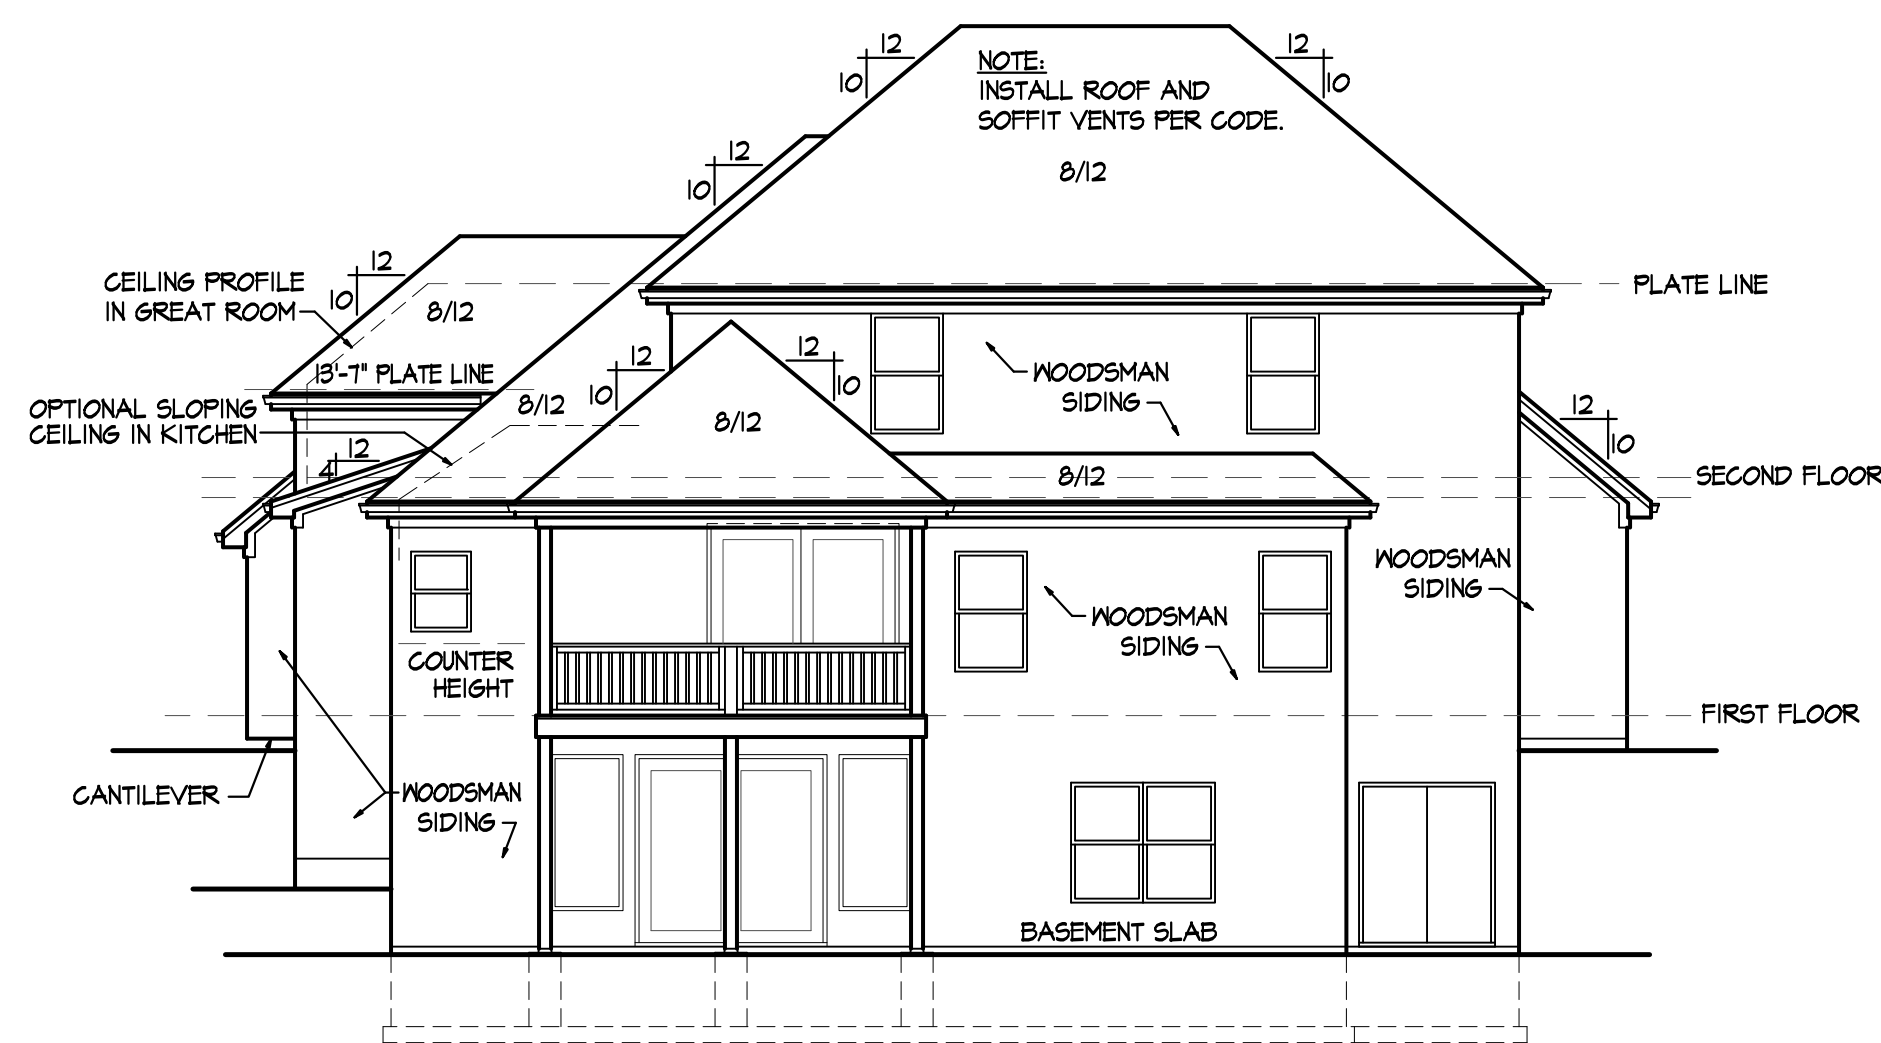 12
10
12
10
NOTE:
INSTALL ROOF AND
SOFFIT VENTS PER CODE.
8/12
12
10
12
10
CEILING PROFILE
IN GREAT ROOM
8/12
PLATE LINE
13'-7" PLATE LINE
12
10
12
10
WOODSMAN
SIDING
OPTIONAL SLOPING
CEILING IN KITCHEN
8/12
8/12
12
10
12
4
8/12
SECOND FLOOR
WOODSMAN
SIDING
WOODSMAN
SIDING
COUNTER
HEIGHT
FIRST FLOOR
CANTILEVER
WOODSMAN
SIDING
BASEMENT SLAB